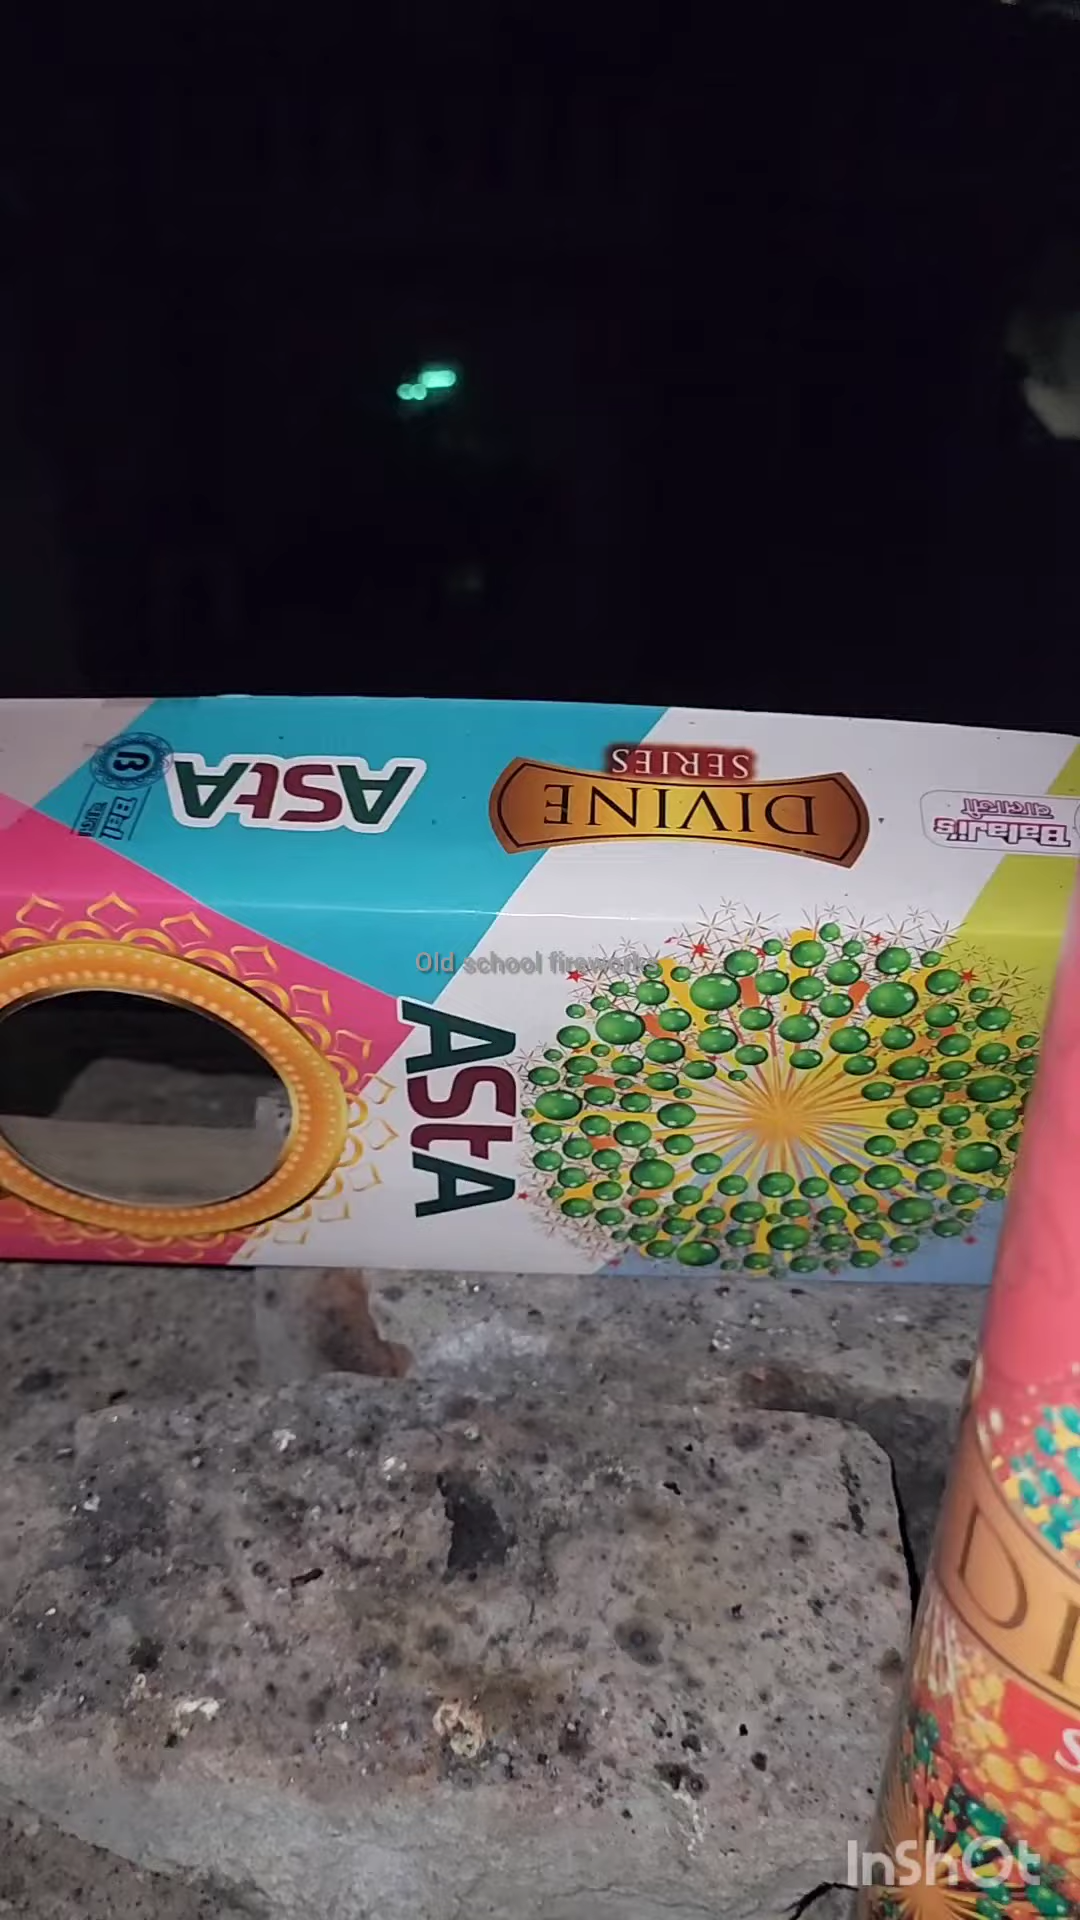 SERIES
DIVINE
ASTA
B
Balaji's
बालाजी
Old school fireworks
ASTA
InShOt